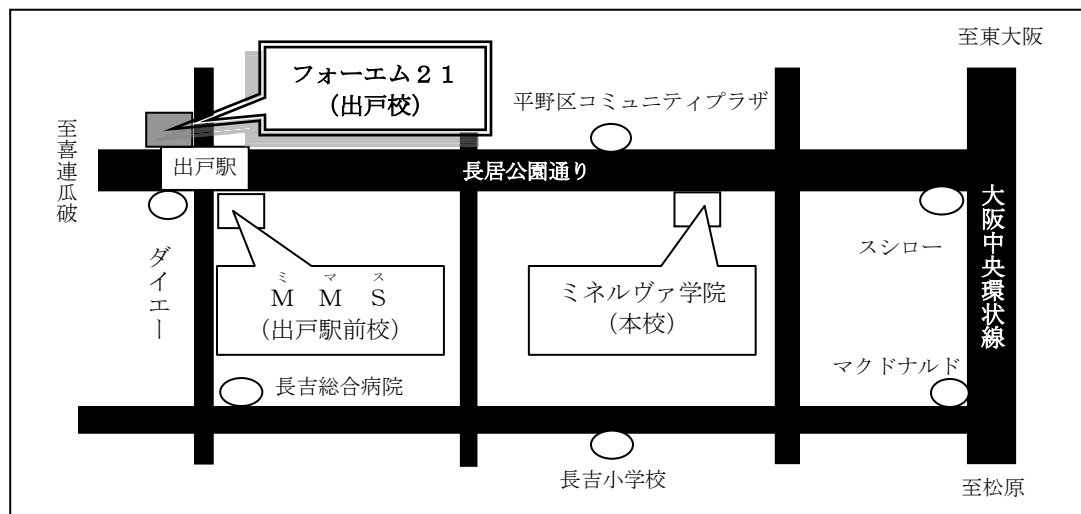 至東大阪
フォーエム２１
（出戸校）
平野区コミュニティプラザ
至喜連瓜破
出戸駅
長居公園通り
大阪中央環状線
スシロー
ダイエー
ミ マ ス
Ｍ Ｍ Ｓ
（出戸駅前校）
ミネルヴァ学院
（本校）
マクドナルド
長吉総合病院
長吉小学校
至松原